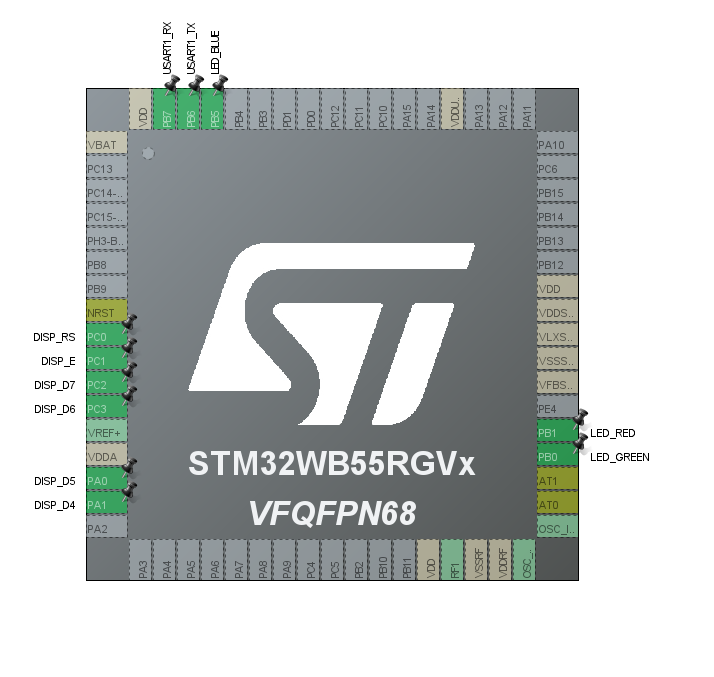 USART1_RX
USART1_TX
LED_BLUE
VDD
PB7
PB6
PB5
PB4
PB3
PD1
PD0
PC12
PC11
PC10
PA15
PA14
VDDU..
PA13
PA12
PA11
VBAT
PC13
PC14-..
PC15-..
PH3-B..
PB8
PB9
NRST
DISP_RS PC0
DISP_E PC1
DISP_D7 PC2
DISP_D6 PC3
VREF+
VDDA
DISP_D5 PA0
DISP_D4 PA1
PA2
PA10
PC6
PB15
PB14
PB13
PB12
VDD
VDDS..
VLXS..
VSSS..
VFBS..
PE4
PB1 LED_RED
PB0 LED_GREEN
AT1
AT0
OSC_I..
ST
STM32WB55RGVx
VFQFPN68
PA3
PA4
PA5
PA6
PA7
PA8
PA9
PC4
PC5
PB2
PB10
PB11
VDD
RF1
VSSRF
VDDRF
OSC_..